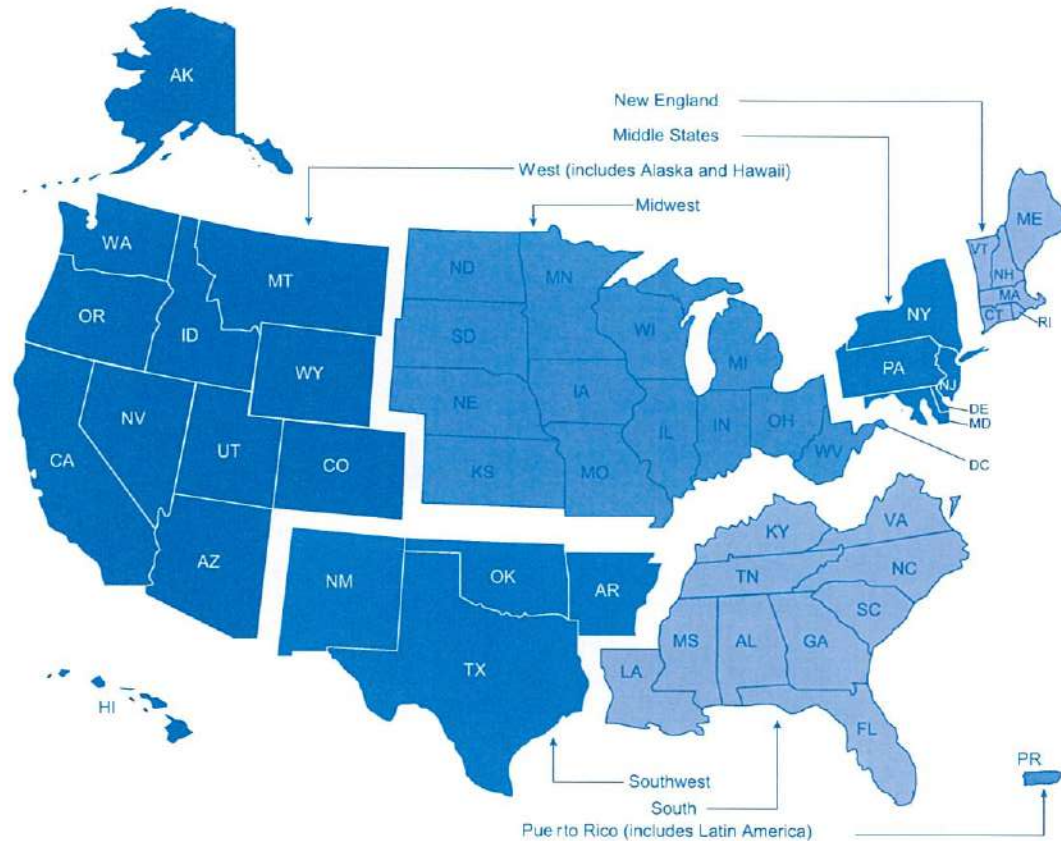 AK
New England
Middle States
West (includes Alaska and Hawaii)
Midwest
ME
WA
VT
ND
MN
MT
NH
MA
OR
NY
CT
RI
ID
SD
WI
MI
PA
WY
NJ
IA
NE
DE
NV
OH
MD
IL
IN
UT
CA
CO
WV
DC
KS
MO
KY
VA
AZ
OK
TN
NC
NM
AR
SC
MS
AL
GA
LA
TX
HI
FL
PR
Southwest
South
Puerto Rico (includes Latin America)